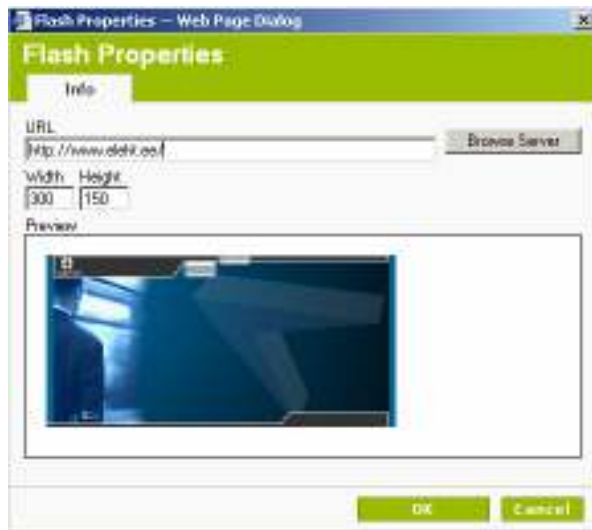 Flash Properties -- Web Page Dialog
Flash Properties
Info
URL
Browse Server
Width Height
300 150
Preview
OK Cancel